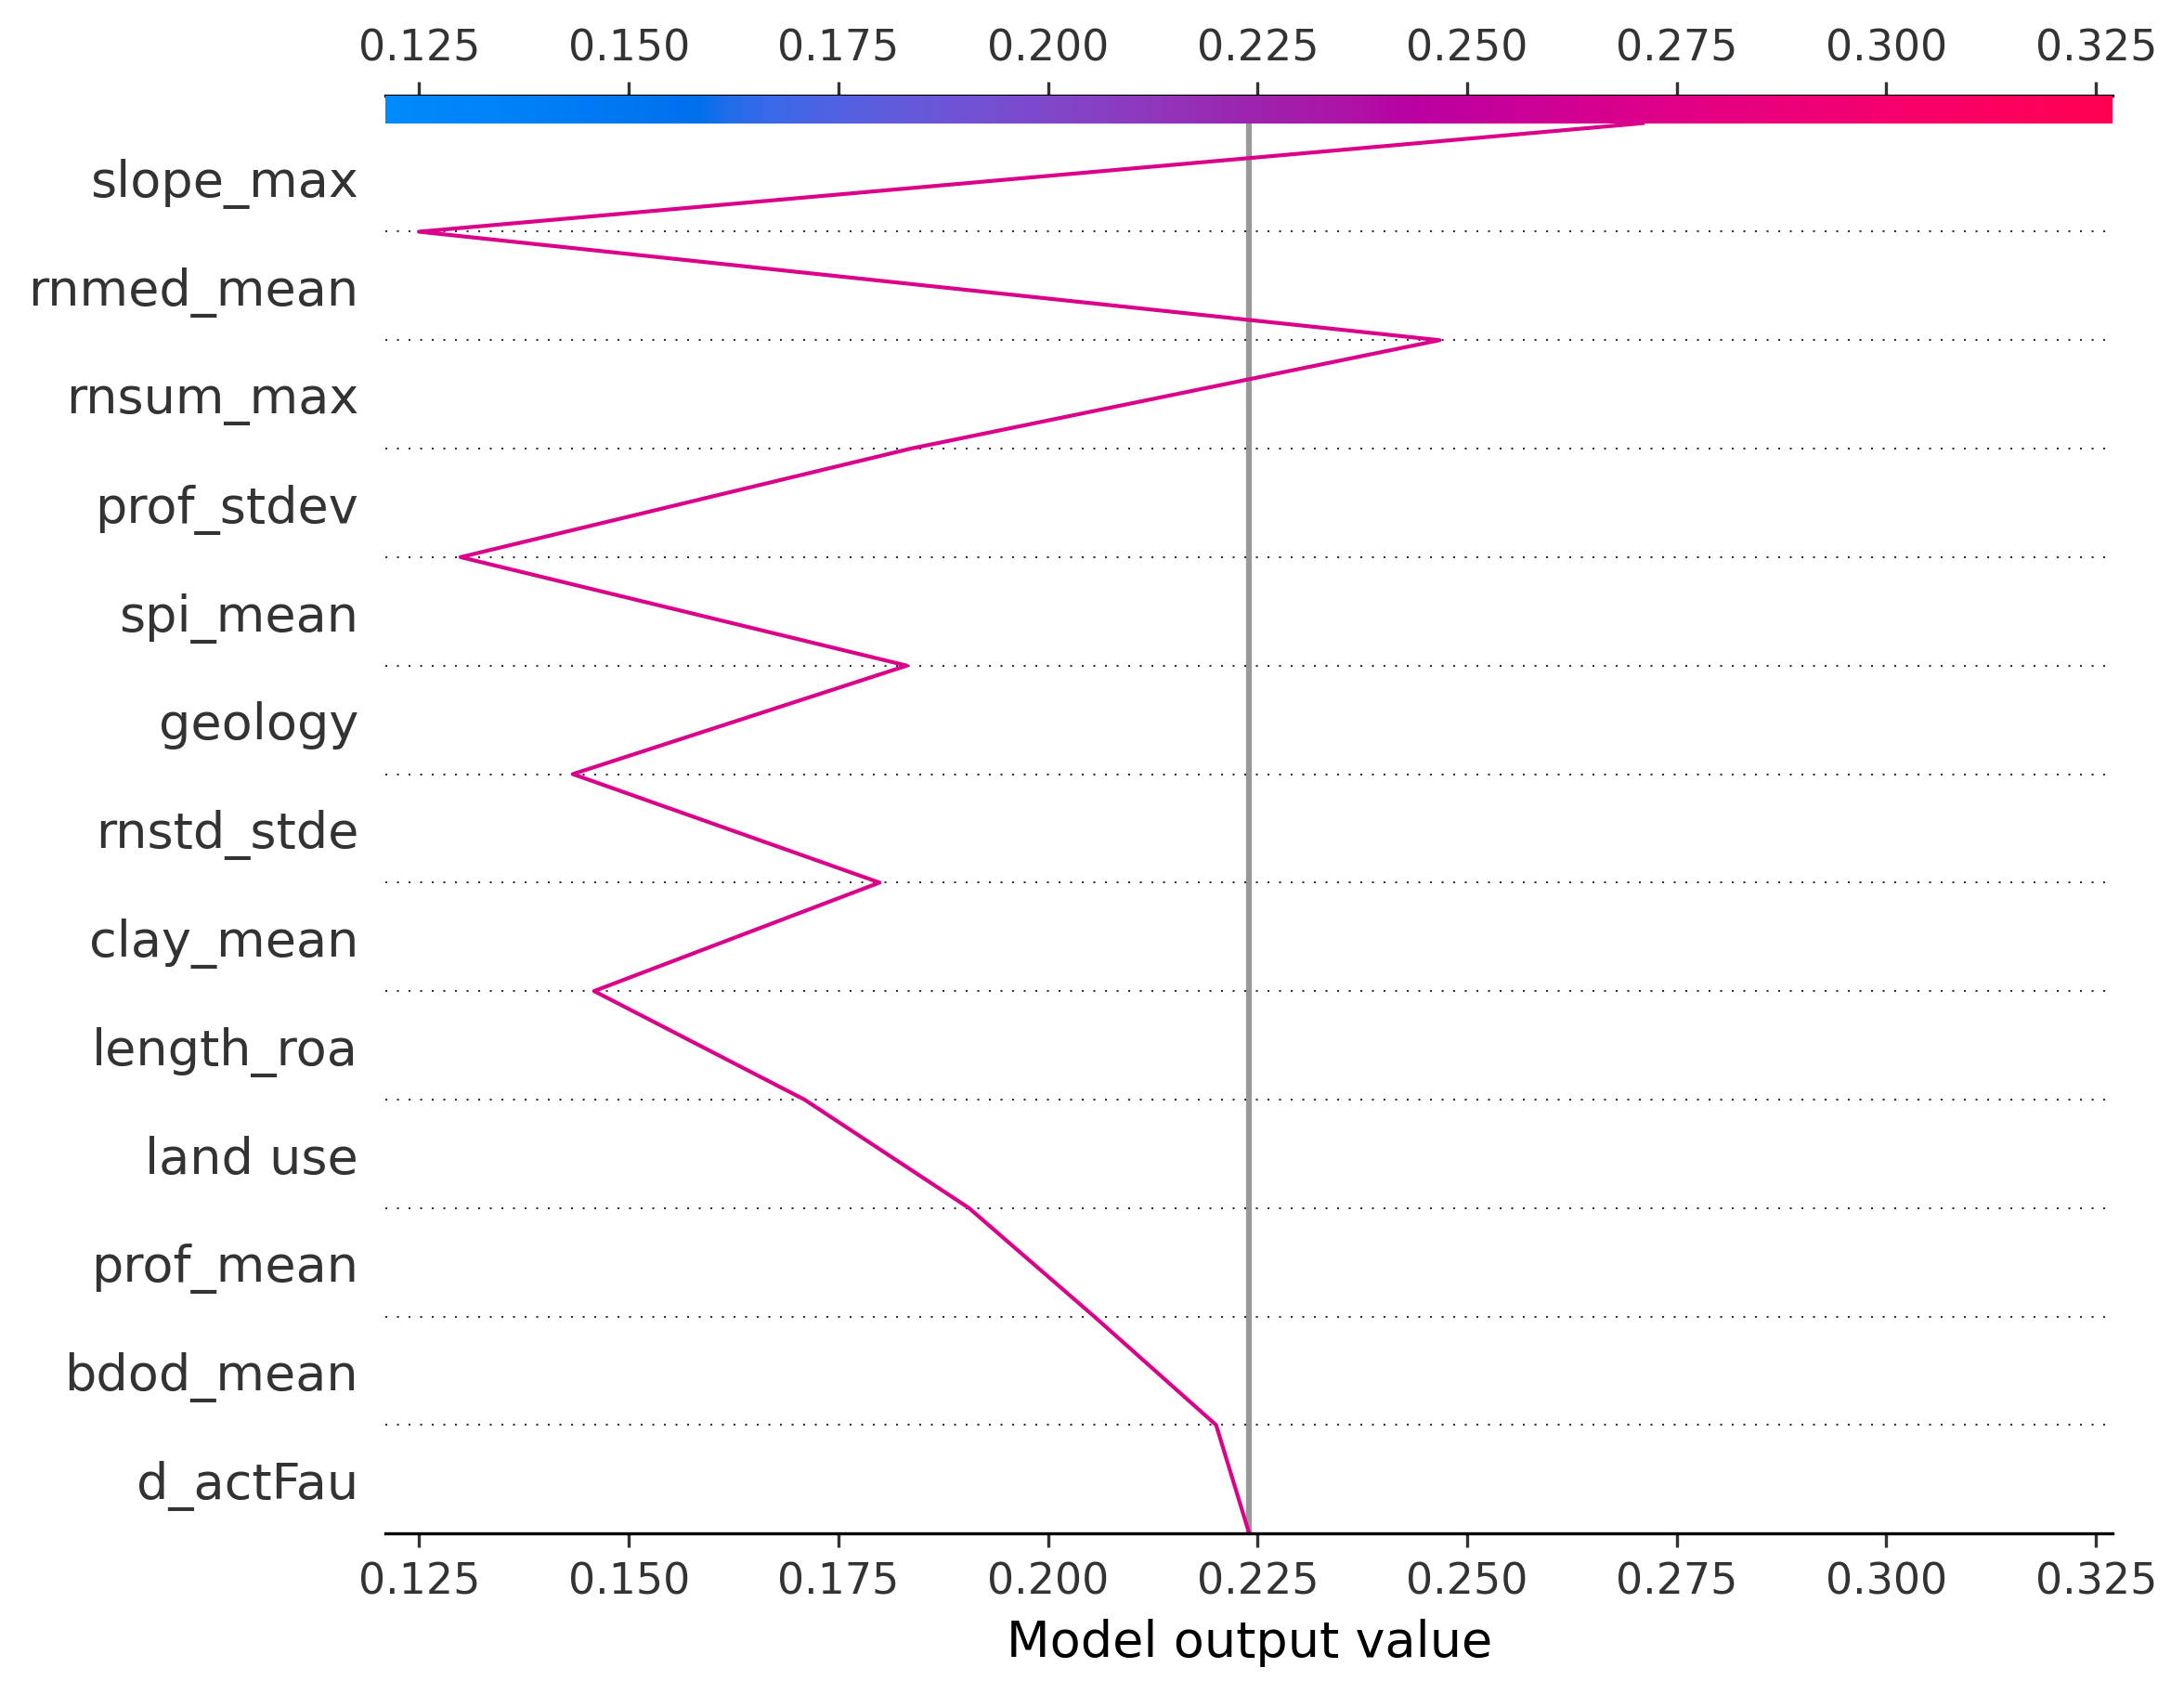 0.125 0.150 0.175 0.200 0.225 0.250 0.275 0.300 0.325
slope_max
rnmed_mean
rnsum_max
prof_stdev
spi_mean
geology
rnstd_stde
clay_mean
length_roa
land use
prof_mean
bdod_mean
d_actFau
0.125 0.150 0.175 0.200 0.225 0.250 0.275 0.300 0.325
Model output value